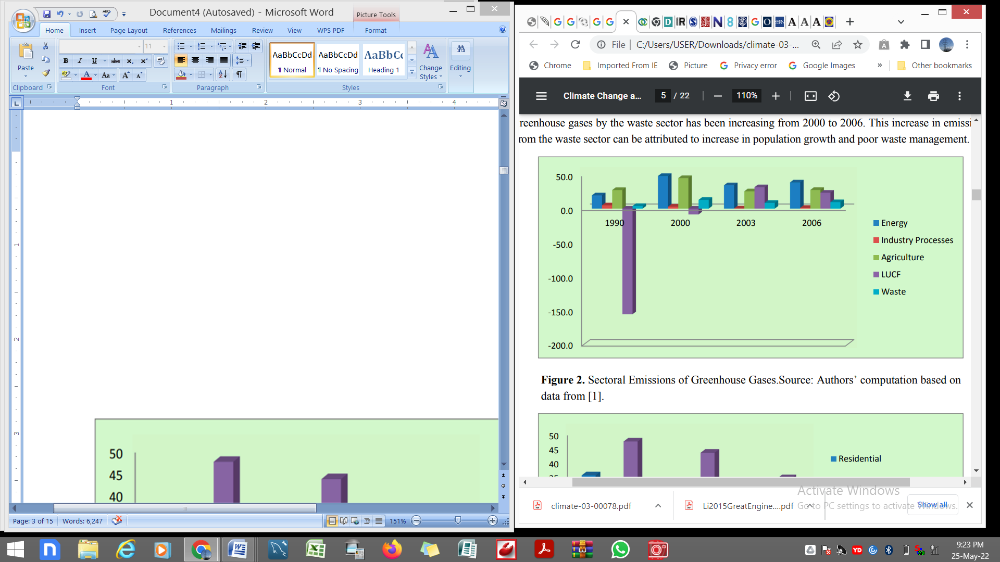 Document4 (Autosaved) - Microsoft Word
Picture Tools
Home
Insert
Page Layout
References
Mailings
Review
View
WPS PDF
Format
Paste
11
AaBbCcDd
AaBbCcDd
AaBbCc
¶ Normal
¶ No Spacing
Heading 1
Change Styles
Editing
Clipboard
Font
Paragraph
Styles
1
2
3
4
1
2
3
50
45
40
Page: 3 of 15
Words: 6,247
151%
File
C:/Users/USER/Downloads/climate-03-...
Chrome
Imported From IE
Picture
Privacy error
Google Images
»
Other bookmarks
Climate Change a...
5 / 22
110%
reenhouse gases by the waste sector has been increasing from 2000 to 2006. This increase in emissi
rom the waste sector can be attributed to increase in population growth and poor waste management.
50.0
0.0
-50.0
-100.0
-150.0
-200.0
1990
2000
2003
2006
Energy
Industry Processes
Agriculture
LUCF
Waste
Figure 2. Sectoral Emissions of Greenhouse Gases.Source: Authors’ computation based on
data from [1].
50
45
40
Residential
Activate Windows
Go to PC settings to activate Windows.
climate-03-00078.pdf
Li2015GreatEngine....pdf
Show all
9:23 PM
25-May-22